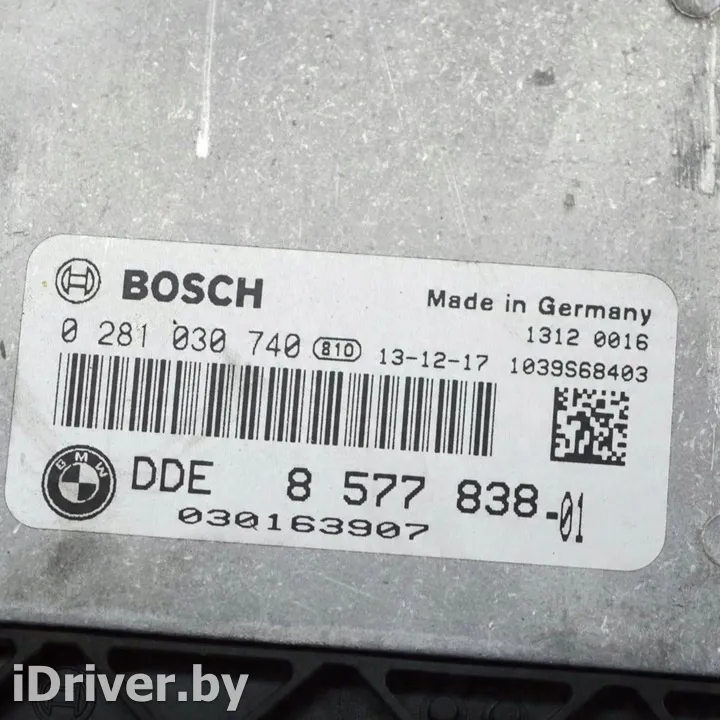 BOSCH
Made in Germany
1312 0016
0 281 030 740 810 13-12-17 1039S68403
BMW
DDE 8 577 838-01
030163907
iDriver.by